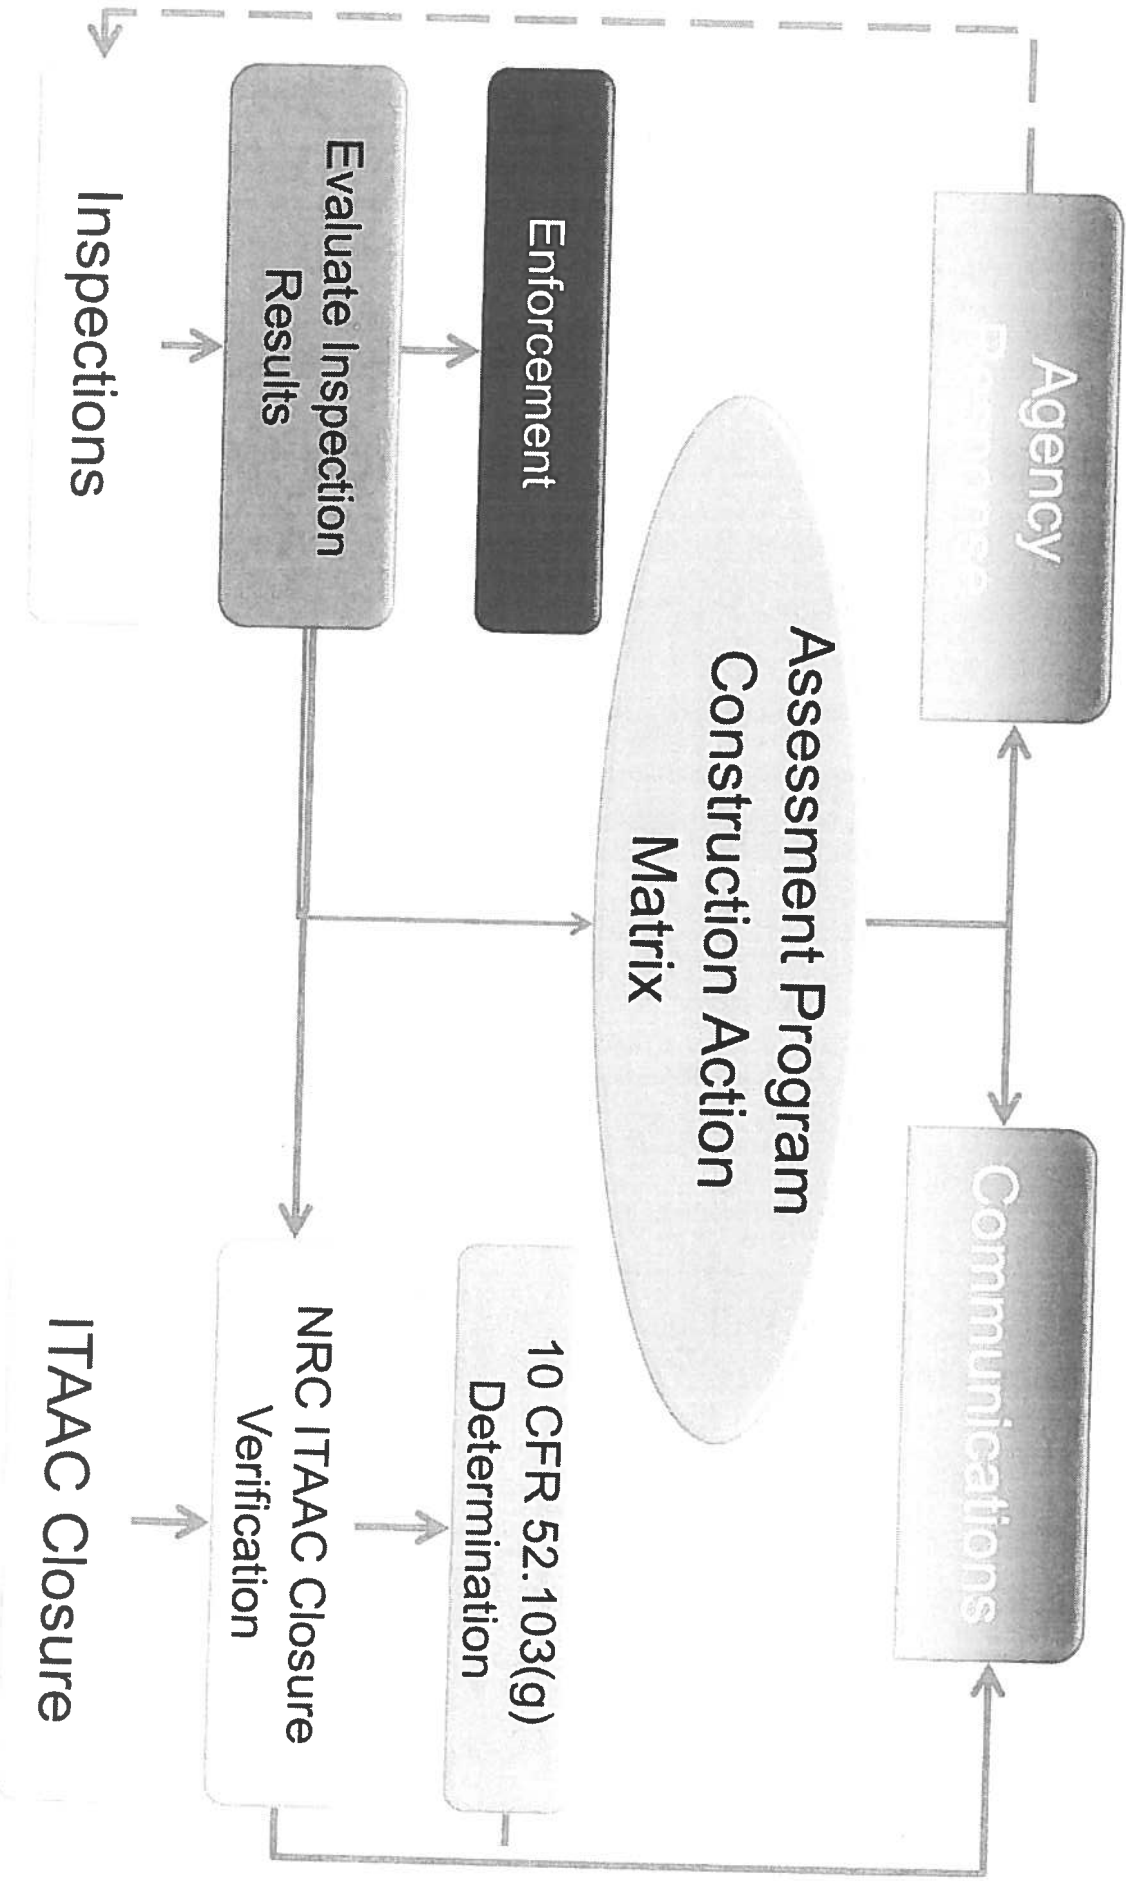 Agency
Communications
Assessment Program
Construction Action
Matrix
Enforcement
10 CFR 52.103(g)
Determination
Evaluate Inspection
Results
NRC ITAAC Closure
Verification
Inspections
ITAAC Closure